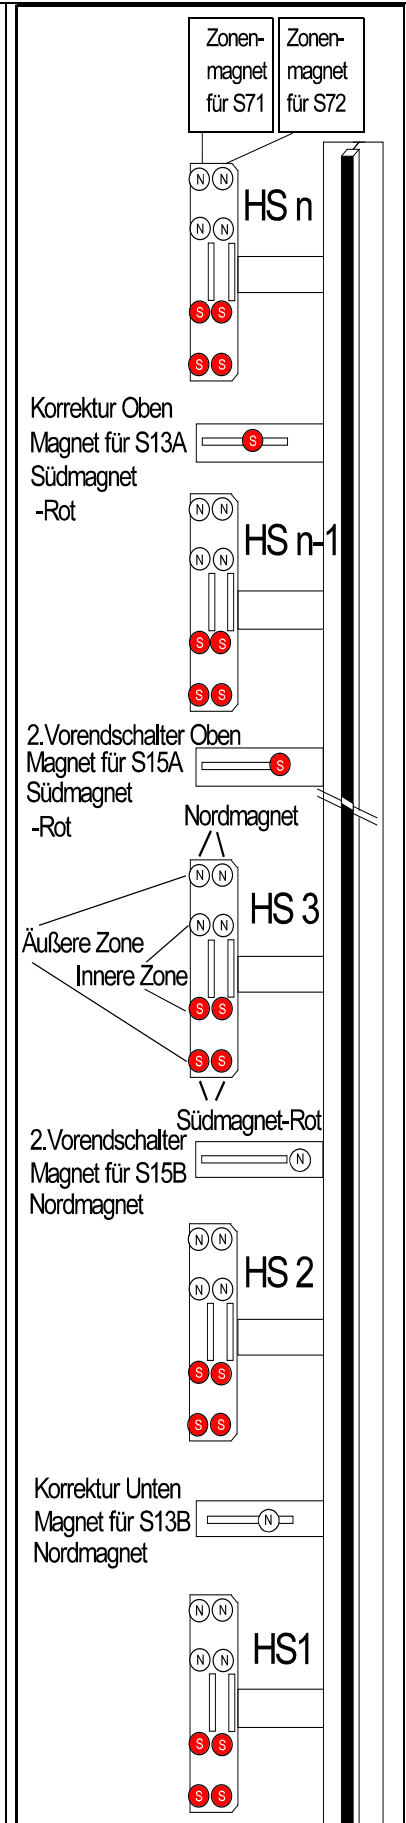 Zonen-
magnet
für S71
Zonen-
magnet
für S72
N N
HS n
N N
S S
S S
Korrektur Oben
Magnet für S13A
Südmagnet
-Rot
S
N N
HS n-1
N N
S S
S S
2.Vorendschalter Oben
Magnet für S15A
Südmagnet
-Rot
S
Nordmagnet
N N
HS 3
N N
Äußere Zone
Innere Zone
S S
S S
Südmagnet-Rot
2.Vorendschalter
Magnet für S15B
Nordmagnet
N
N N
HS 2
N N
S S
S S
Korrektur Unten
Magnet für S13B
Nordmagnet
N
N N
HS1
N N
S S
S S